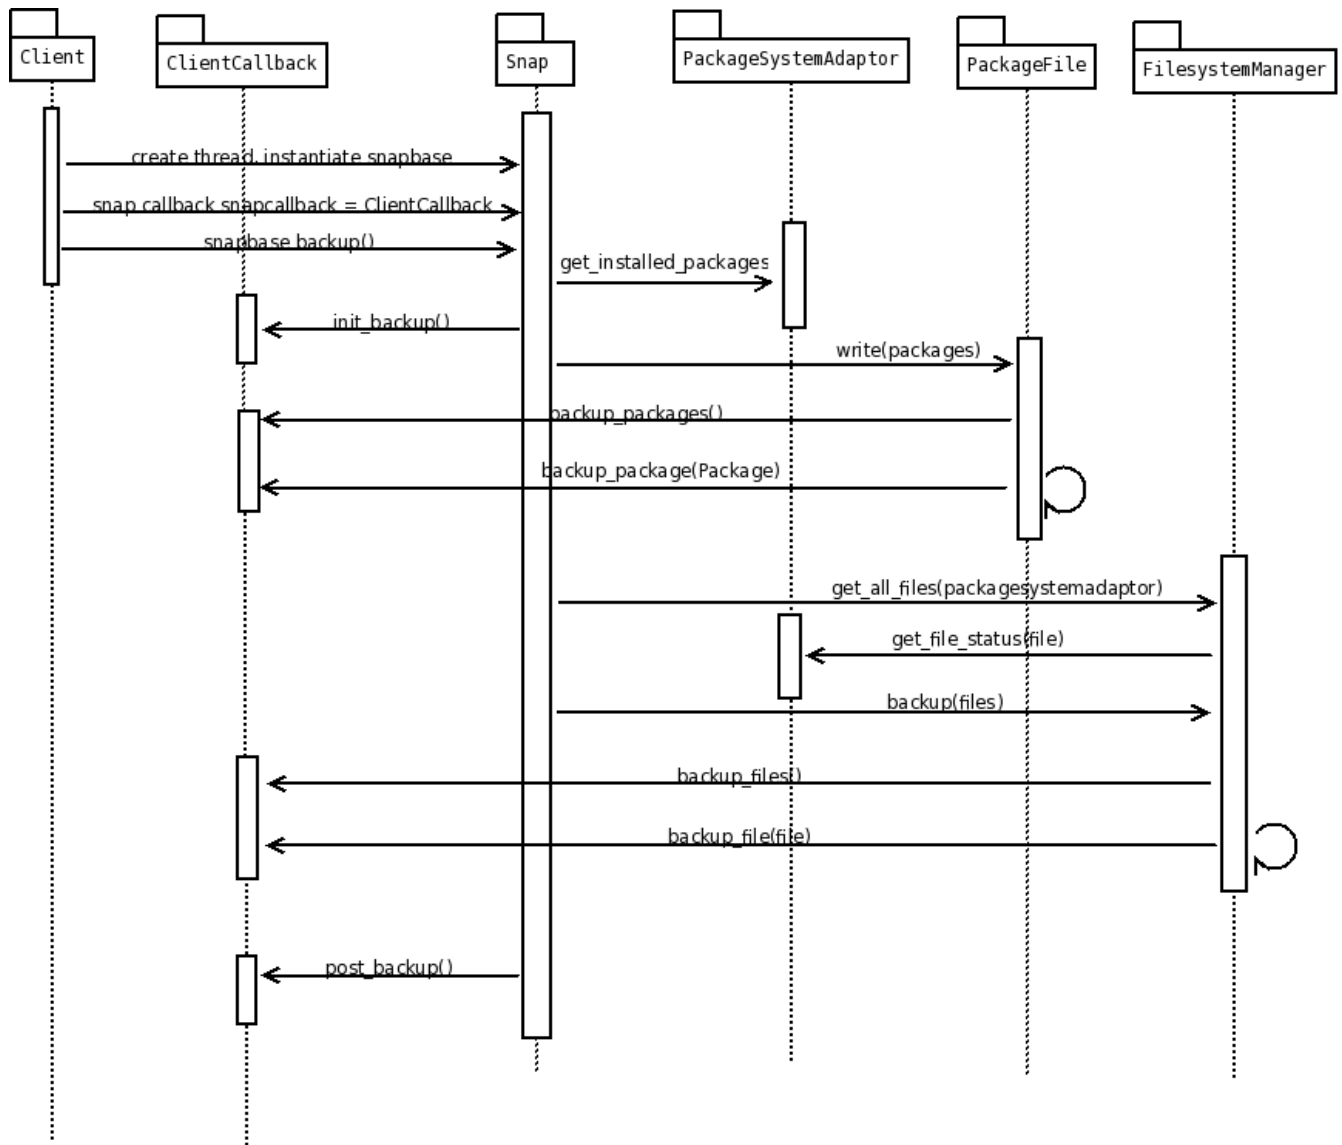 Client
ClientCallback
Snap
PackageSystemAdaptor
PackageFile
FilesystemManager
create thread, instantiate snapbase
snap callback snapcallback = ClientCallback
snapbase backup()
get_installed_packages
init_backup()
write(packages)
backup_packages()
backup_package(Package)
get_all_files(packagesystemadaptor)
get_file_status(file)
backup(files)
backup_files()
backup_file(file)
post_backup()